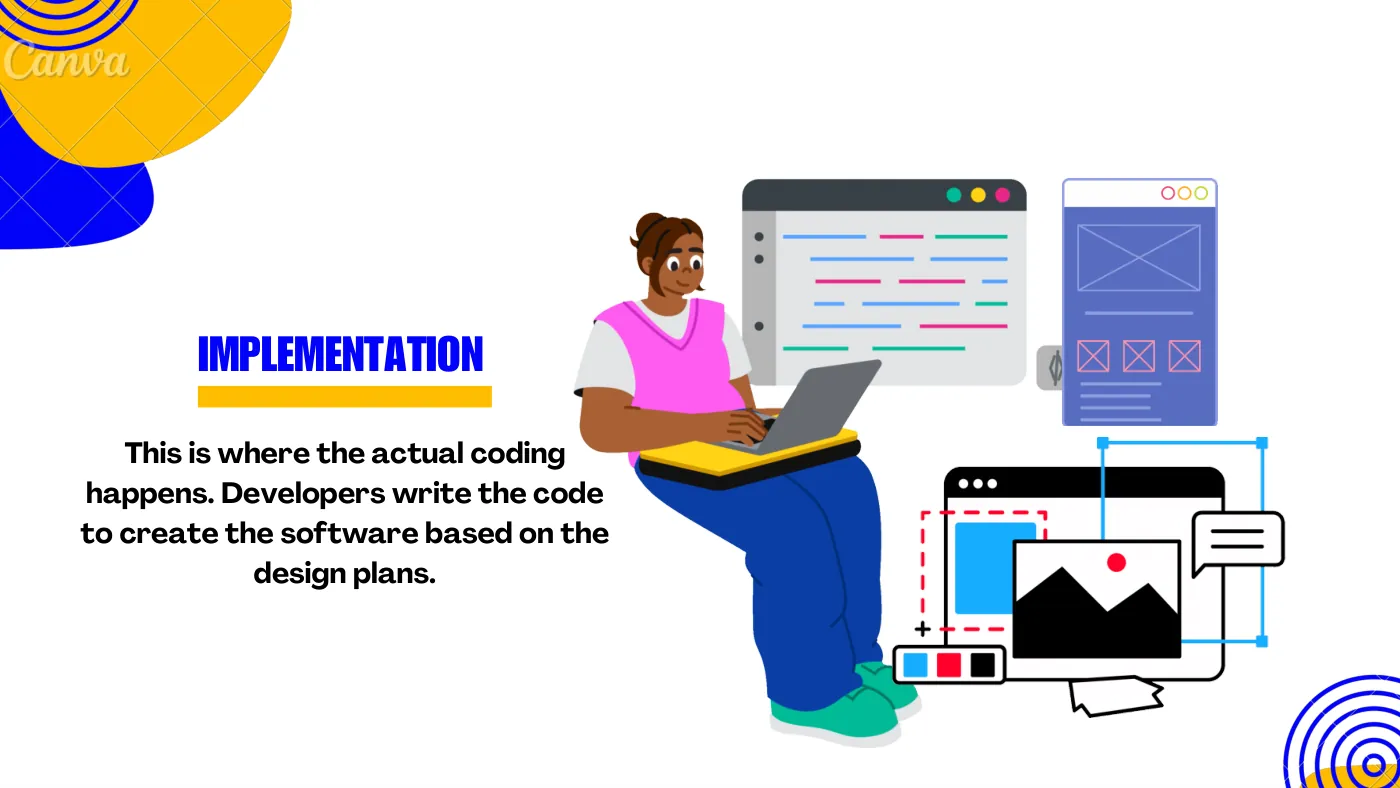 Canva
IMPLEMENTATION
This is where the actual coding
happens. Developers write the code
to create the software based on the
design plans.